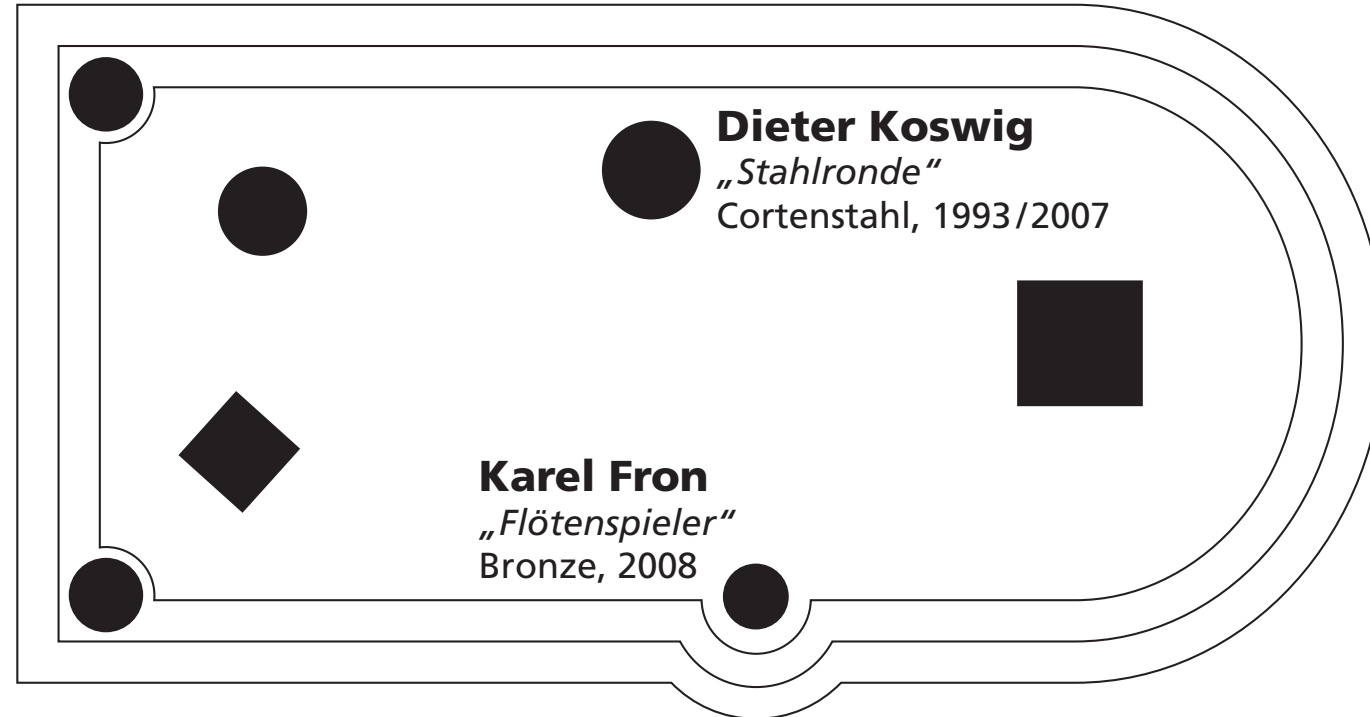 Dieter Koswig
„Stahlronde“
Cortenstahl, 1993/2007
Karel Fron
„Flötenspieler“
Bronze, 2008